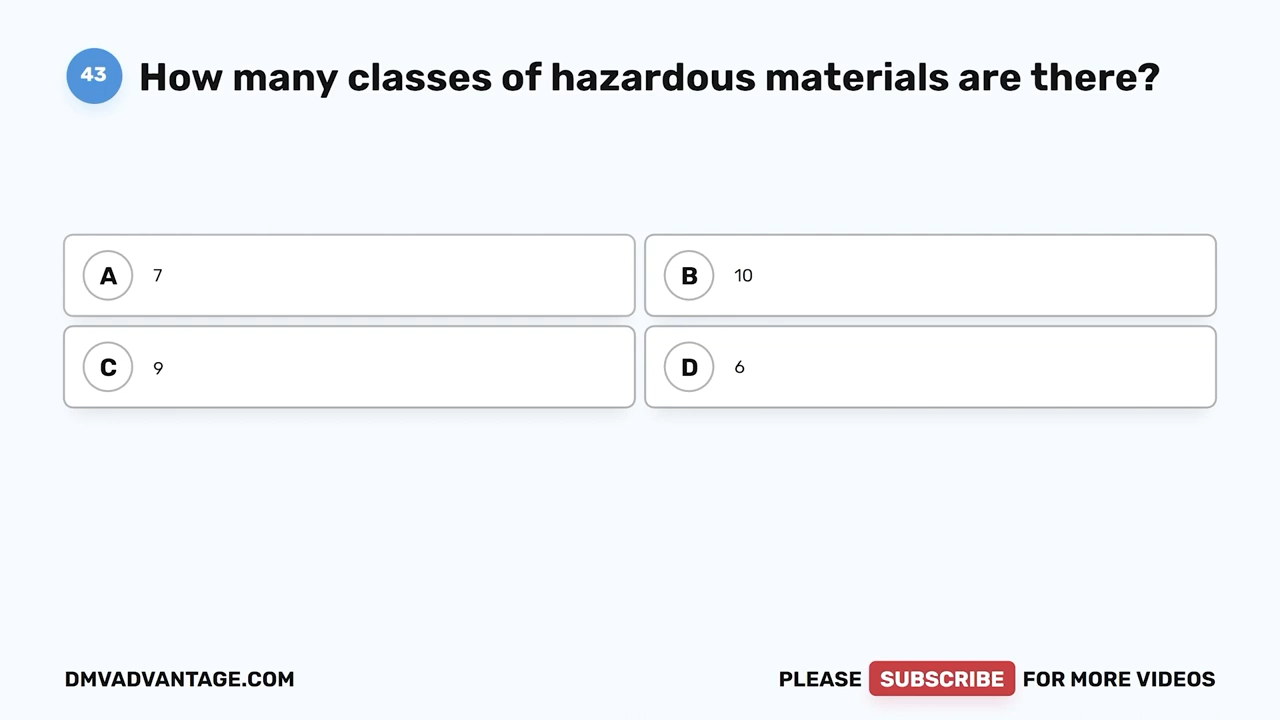 43 How many classes of hazardous materials are there?
A 7
B 10
C 9
D 6
DMVADVANTAGE.COM
PLEASE SUBSCRIBE FOR MORE VIDEOS